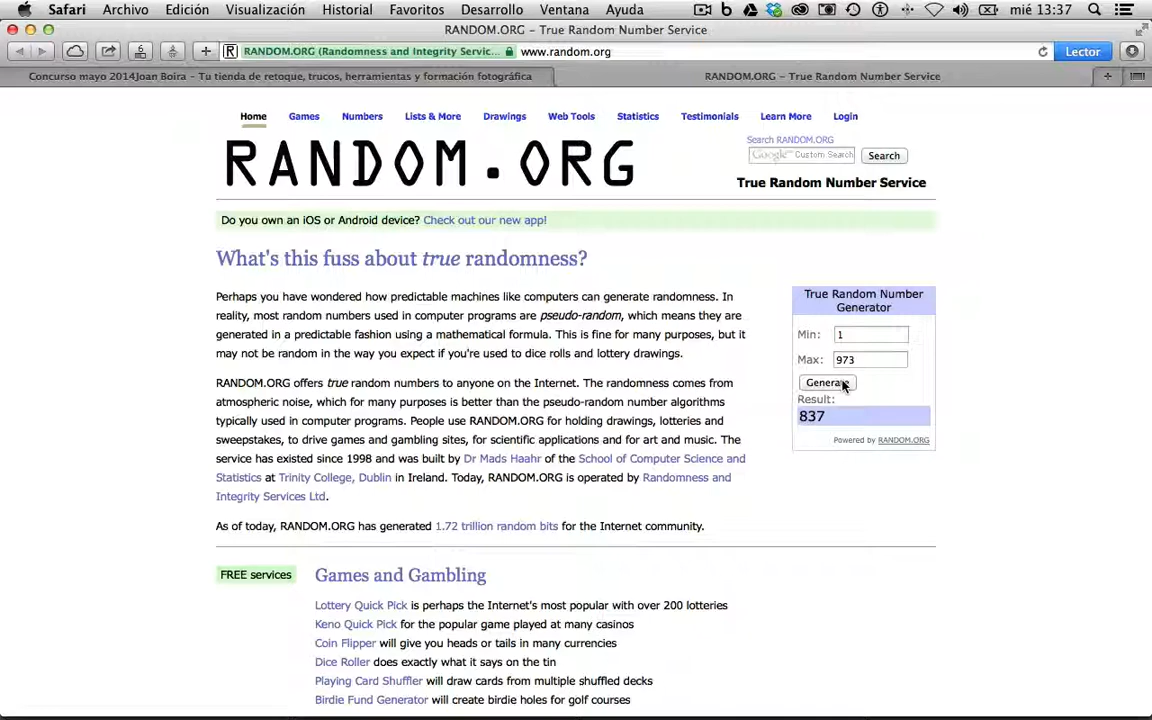 Safari Archivo Edición Visualización Historial Favoritos Desarrollo Ventana Ayuda mié 13:37
RANDOM.ORG – True Random Number Service
6 RANDOM.ORG (Randomness and Integrity Servic... www.random.org Lector
Concurso mayo 2014Joan Boira - Tu tienda de retoque, trucos, herramientas y formación fotográfica RANDOM.ORG – True Random Number Service
Home Games Numbers Lists & More Drawings Web Tools Statistics Testimonials Learn More Login
Search RANDOM.ORG
Google™ Custom Search Search
RANDOM.ORG
True Random Number Service
Do you own an iOS or Android device? Check out our new app!
What's this fuss about true randomness?
Perhaps you have wondered how predictable machines like computers can generate randomness. In
reality, most random numbers used in computer programs are pseudo-random, which means they are
generated in a predictable fashion using a mathematical formula. This is fine for many purposes, but it
may not be random in the way you expect if you're used to dice rolls and lottery drawings.
RANDOM.ORG offers true random numbers to anyone on the Internet. The randomness comes from
atmospheric noise, which for many purposes is better than the pseudo-random number algorithms
typically used in computer programs. People use RANDOM.ORG for holding drawings, lotteries and
sweepstakes, to drive games and gambling sites, for scientific applications and for art and music. The
service has existed since 1998 and was built by Dr Mads Haahr of the School of Computer Science and
Statistics at Trinity College, Dublin in Ireland. Today, RANDOM.ORG is operated by Randomness and
Integrity Services Ltd.
As of today, RANDOM.ORG has generated 1.72 trillion random bits for the Internet community.
True Random Number
Generator
Min: 1
Max: 973
Generate
Result:
837
Powered by RANDOM.ORG
FREE services
Games and Gambling
Lottery Quick Pick is perhaps the Internet's most popular with over 200 lotteries
Keno Quick Pick for the popular game played at many casinos
Coin Flipper will give you heads or tails in many currencies
Dice Roller does exactly what it says on the tin
Playing Card Shuffler will draw cards from multiple shuffled decks
Birdie Fund Generator will create birdie holes for golf courses